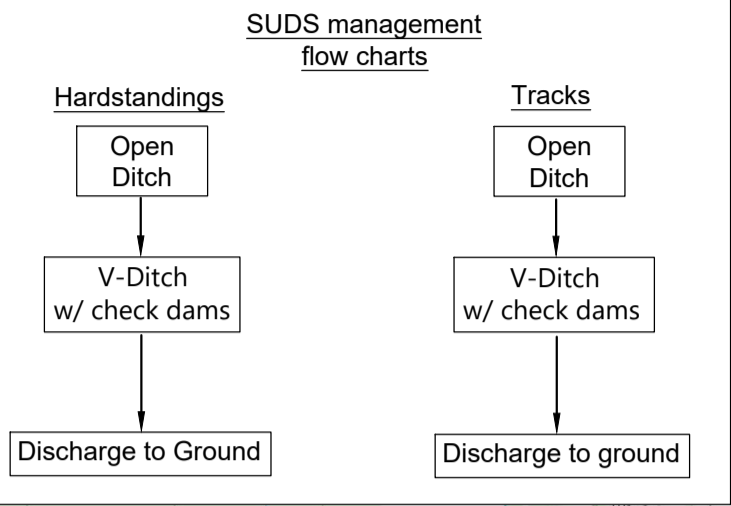 SUDS management
flow charts
Hardstandings
Open
Ditch
V-Ditch
w/ check dams
Discharge to Ground
Tracks
Open
Ditch
V-Ditch
w/ check dams
Discharge to ground